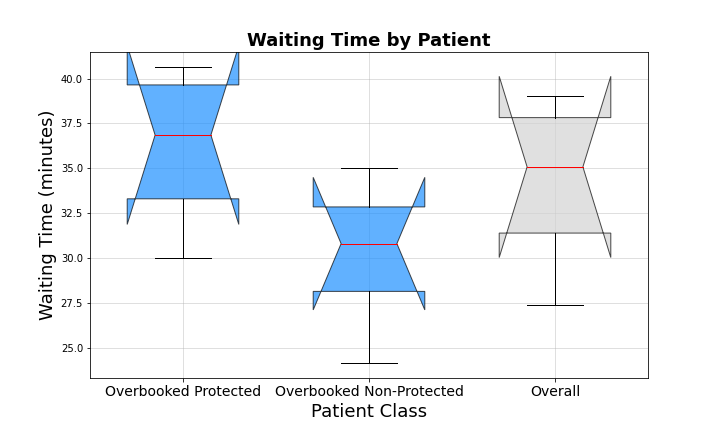 Waiting Time by Patient
Waiting Time (minutes)
40.0
37.5
35.0
32.5
30.0
27.5
25.0
Overbooked Protected
Overbooked Non-Protected
Overall
Patient Class